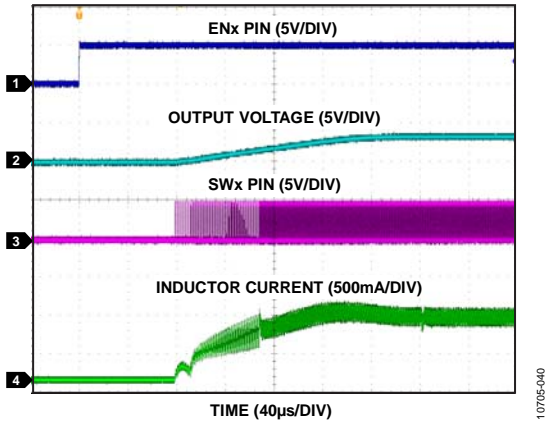 ENx PIN (5V/DIV)
1
OUTPUT VOLTAGE (5V/DIV)
2
SWx PIN (5V/DIV)
3
INDUCTOR CURRENT (500mA/DIV)
4
TIME (40µs/DIV)
10705-040